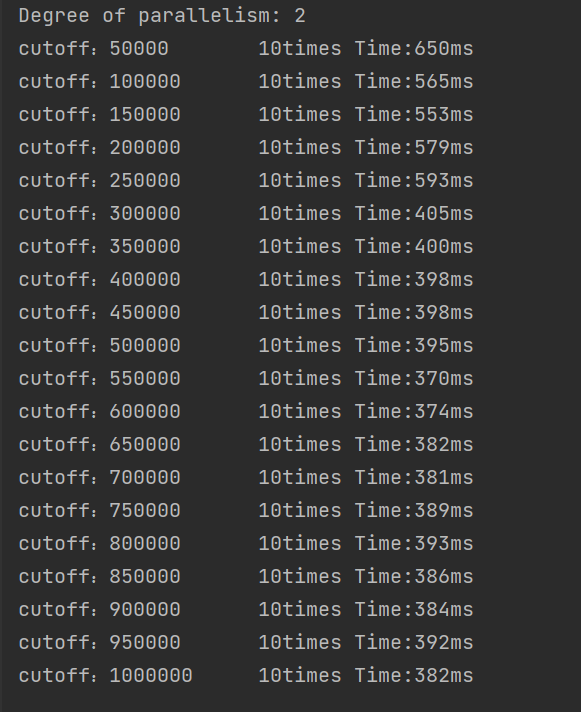 Degree of parallelism: 2
cutoff：50000 10times Time:650ms
cutoff：100000 10times Time:565ms
cutoff：150000 10times Time:553ms
cutoff：200000 10times Time:579ms
cutoff：250000 10times Time:593ms
cutoff：300000 10times Time:405ms
cutoff：350000 10times Time:400ms
cutoff：400000 10times Time:398ms
cutoff：450000 10times Time:398ms
cutoff：500000 10times Time:395ms
cutoff：550000 10times Time:370ms
cutoff：600000 10times Time:374ms
cutoff：650000 10times Time:382ms
cutoff：700000 10times Time:381ms
cutoff：750000 10times Time:389ms
cutoff：800000 10times Time:393ms
cutoff：850000 10times Time:386ms
cutoff：900000 10times Time:384ms
cutoff：950000 10times Time:392ms
cutoff：1000000 10times Time:382ms